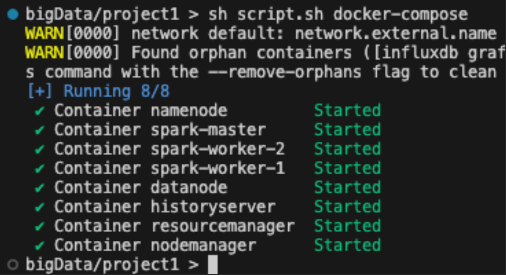 bigData/project1 > sh script.sh docker-compose
WARN[0000] network default: network.external.name
WARN[0000] Found orphan containers ([influxdb graf
s command with the --remove-orphans flag to clean
[+] Running 8/8
✔ Container namenode Started
✔ Container spark-master Started
✔ Container spark-worker-2 Started
✔ Container spark-worker-1 Started
✔ Container datanode Started
✔ Container historyserver Started
✔ Container resourcemanager Started
✔ Container nodemanager Started
bigData/project1 >